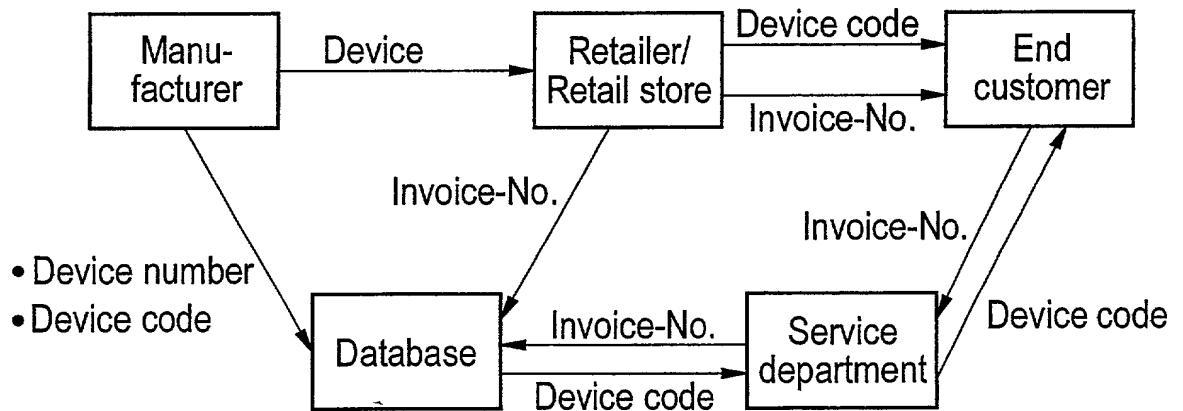 Manu-
facturer
Device
Retailer/
Retail store
Device code
Invoice-No.
End
customer
Invoice-No.
Invoice-No.
• Device number
• Device code
Database
Invoice-No.
Device code
Service
department
Device code